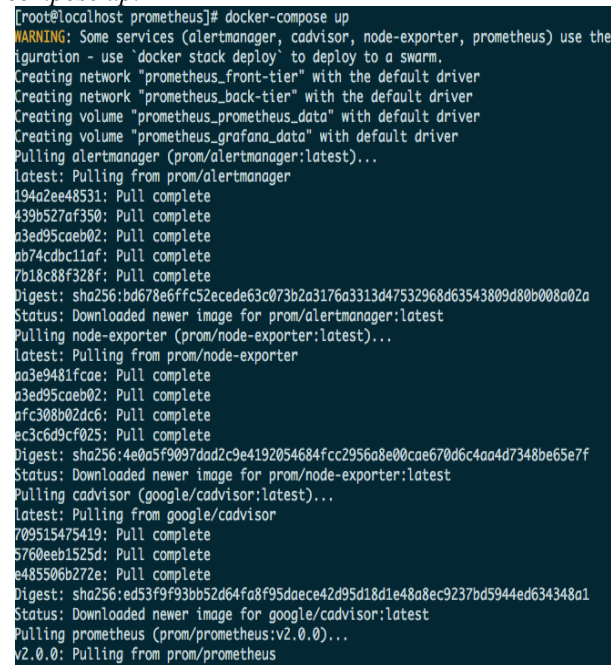 [root@localhost prometheus]# docker-compose up
WARNING: Some services (alertmanager, cadvisor, node-exporter, prometheus) use the
iguration - use `docker stack deploy` to deploy to a swarm.
Creating network "prometheus_front-tier" with the default driver
Creating network "prometheus_back-tier" with the default driver
Creating volume "prometheus_prometheus_data" with default driver
Creating volume "prometheus_grafana_data" with default driver
Pulling alertmanager (prom/alertmanager:latest)...
latest: Pulling from prom/alertmanager
194a2ee48531: Pull complete
439b527af350: Pull complete
a3ed95caeb02: Pull complete
ab74cdbc11af: Pull complete
7b18c88f328f: Pull complete
Digest: sha256:bd678e6ffc52ecede63c073b2a3176a3313d47532968d63543809d80b008a02a
Status: Downloaded newer image for prom/alertmanager:latest
Pulling node-exporter (prom/node-exporter:latest)...
latest: Pulling from prom/node-exporter
aa3e9481fcae: Pull complete
a3ed95caeb02: Pull complete
afc308b02dc6: Pull complete
ec3c6d9cf025: Pull complete
Digest: sha256:4e0a5f9097dad2c9e4192054684fcc2956a8e00cae670d6c4aa4d7348be65e7f
Status: Downloaded newer image for prom/node-exporter:latest
Pulling cadvisor (google/cadvisor:latest)...
latest: Pulling from google/cadvisor
709515475419: Pull complete
5760eeb1525d: Pull complete
e485506b272e: Pull complete
Digest: sha256:ed53f9f93bb52d64fa8f95daece42d95d18d1e48a8ec9237bd5944ed634348a1
Status: Downloaded newer image for google/cadvisor:latest
Pulling prometheus (prom/prometheus:v2.0.0)...
v2.0.0: Pulling from prom/prometheus